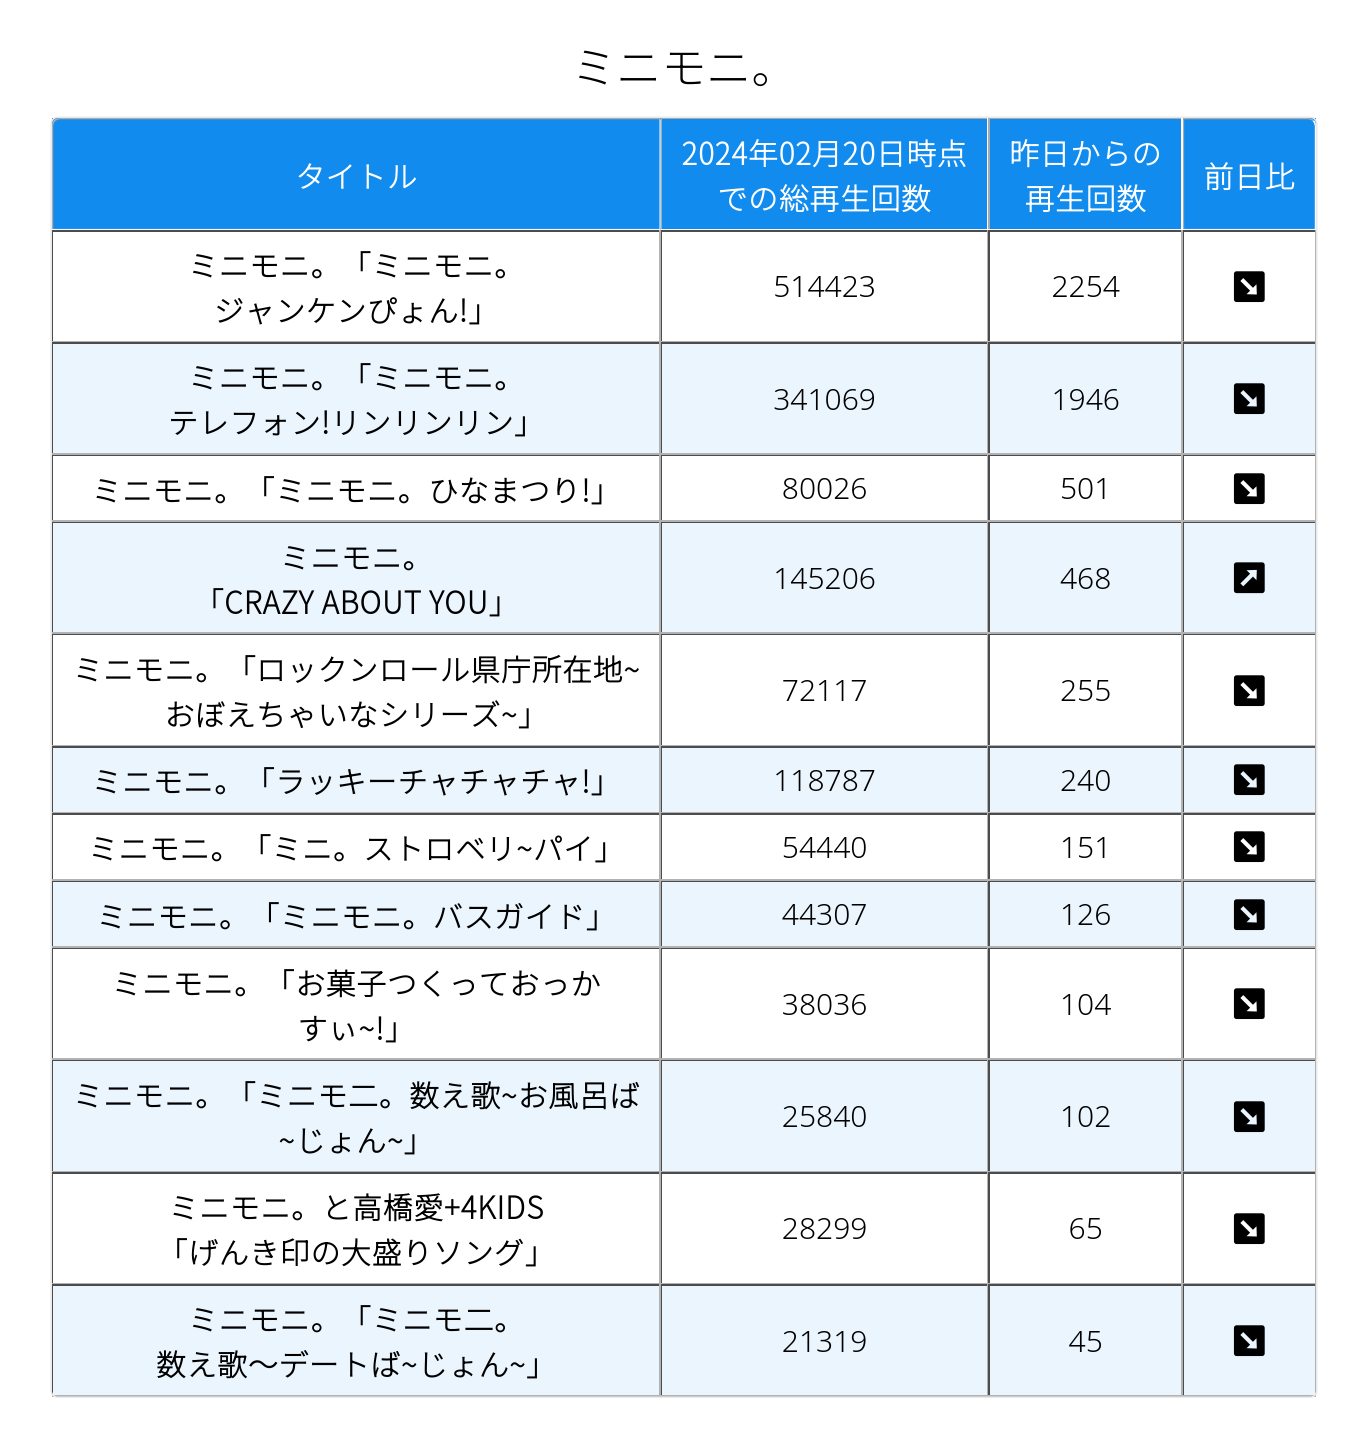 ミニモニ。
タイトル
2024年02月20日時点
での総再生回数
昨日からの
再生回数
前日比
ミニモニ。「ミニモニ。
ジャンケンぴょん!」
514423
2254
ミニモニ。「ミニモニ。
テレフォン!リンリンリン」
341069
1946
ミニモニ。「ミニモニ。ひなまつり!」
80026
501
ミニモニ。
「CRAZY ABOUT YOU」
145206
468
ミニモニ。「ロックンロール県庁所在地~
おぼえちゃいなシリーズ~」
72117
255
ミニモニ。「ラッキーチャチャチャ!」
118787
240
ミニモニ。「ミニ。ストロベリ~パイ」
54440
151
ミニモニ。「ミニモニ。バスガイド」
44307
126
ミニモニ。「お菓子つくっておっか
すぃ~!」
38036
104
ミニモニ。「ミニモ二。数え歌~お風呂ば
~じょん~」
25840
102
ミニモニ。と高橋愛+4KIDS
「げんき印の大盛りソング」
28299
65
ミニモニ。「ミニモ二。
数え歌～デートば~じょん~」
21319
45